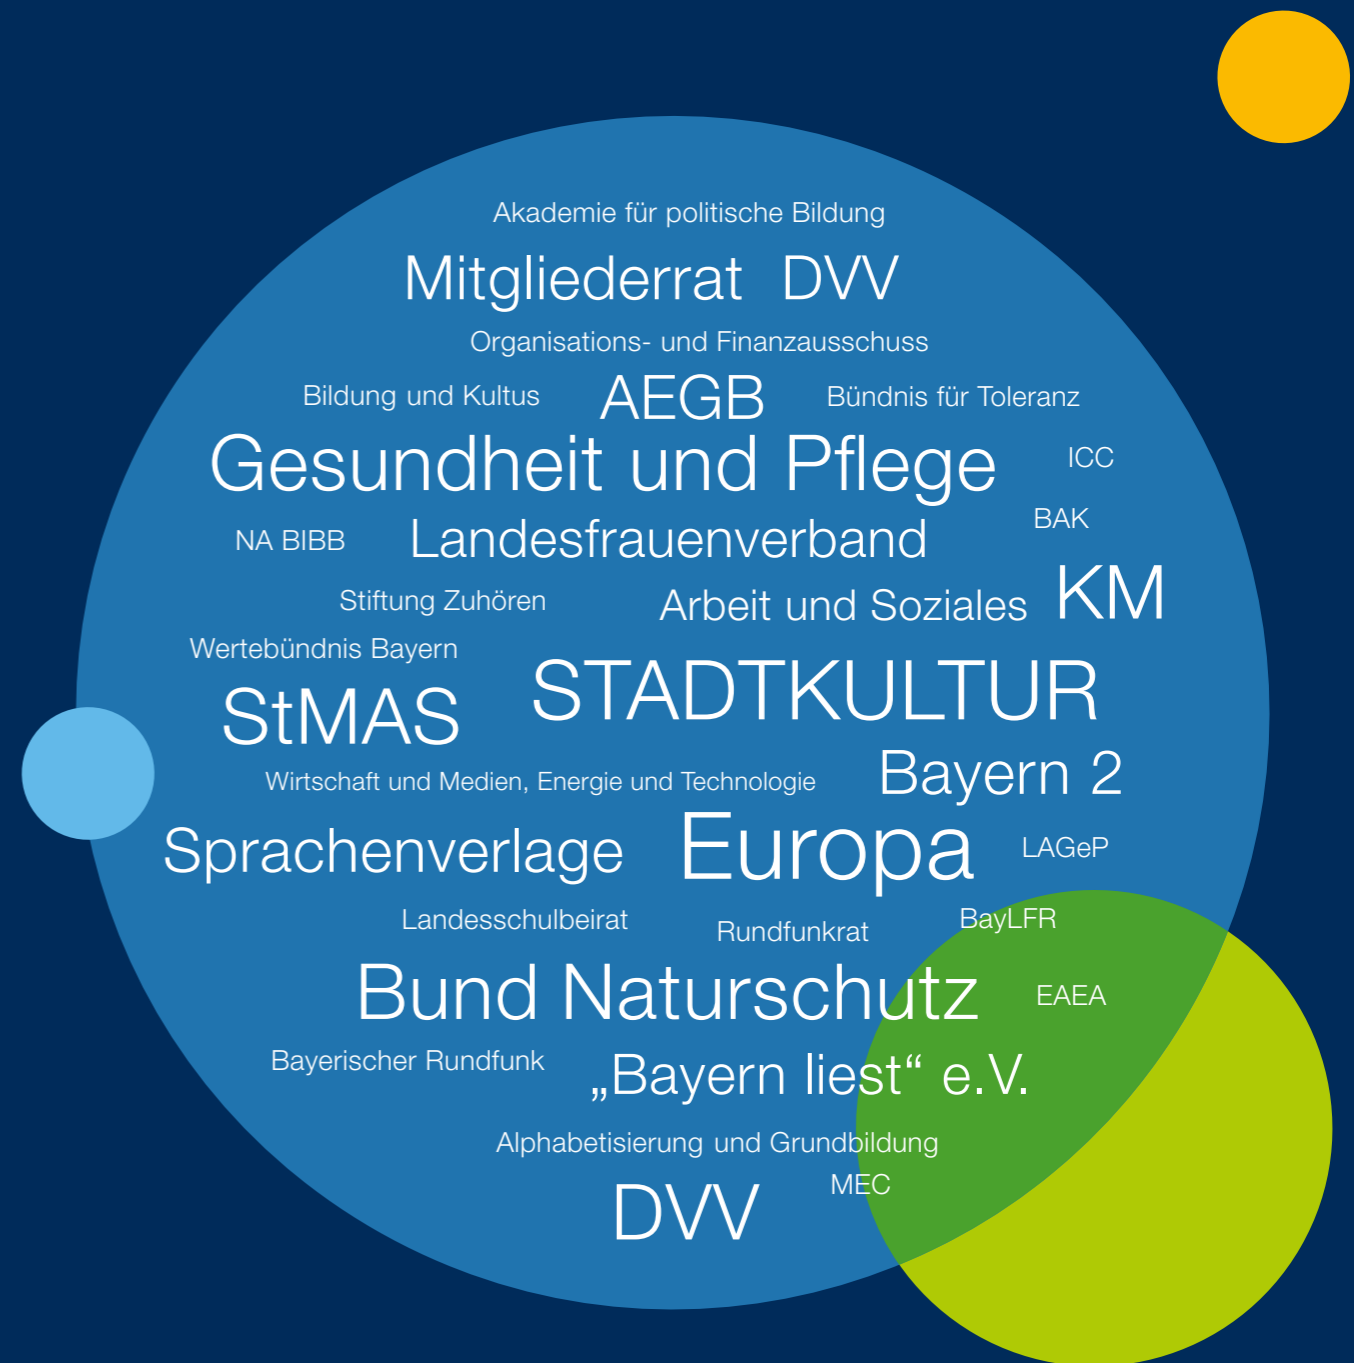 Akademie für politische Bildung
Mitgliederrat DVV
Organisations- und Finanzausschuss
Bildung und Kultus AEGB Bündnis für Toleranz
Gesundheit und Pflege ICC
BAK
NA BIBB Landesfrauenverband
Stiftung Zuhören Arbeit und Soziales KM
Wertebündnis Bayern
StMAS STADTKULTUR
Wirtschaft und Medien, Energie und Technologie Bayern 2
Sprachenverlage Europa LAGeP
Landesschulbeirat Rundfunkrat BayLFR
Bund Naturschutz EAEA
Bayerischer Rundfunk „Bayern liest“ e.V.
Alphabetisierung und Grundbildung
MEC
DVV